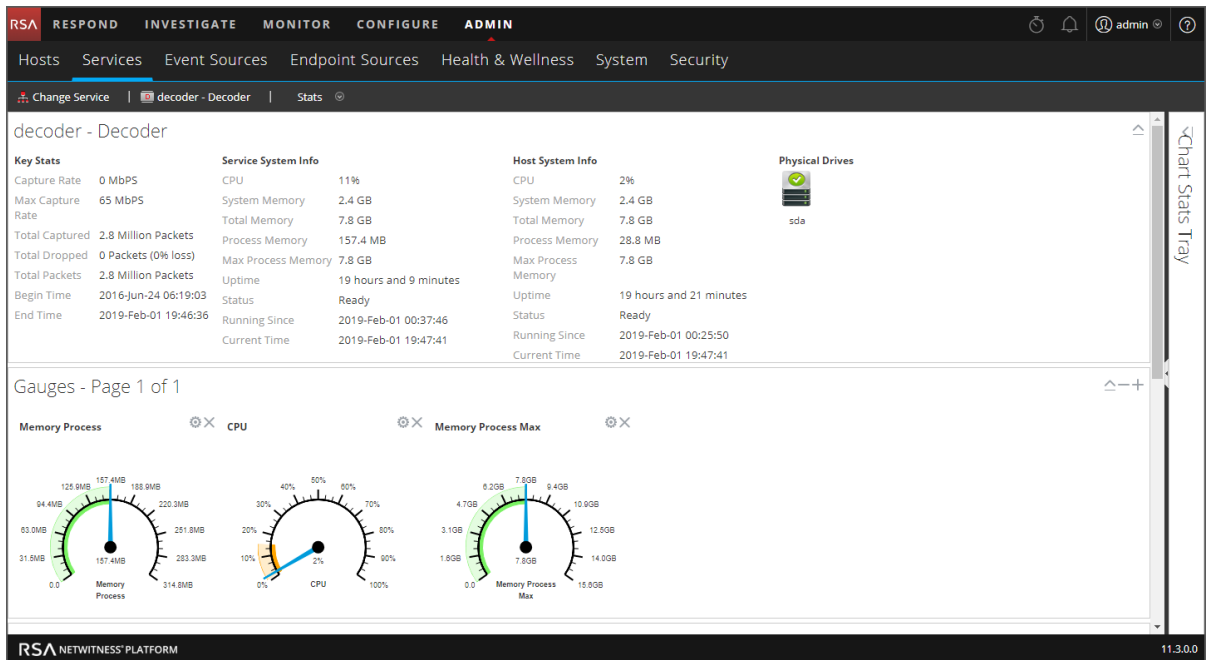 RSA RESPOND INVESTIGATE MONITOR CONFIGURE ADMIN admin ?
Hosts Services Event Sources Endpoint Sources Health & Wellness System Security
Change Service | decoder - Decoder | Stats
decoder - Decoder
Key Stats
Capture Rate 0 MbPS
Max Capture 65 MbPS
Rate
Total Captured 2.8 Million Packets
Total Dropped 0 Packets (0% loss)
Total Packets 2.8 Million Packets
Begin Time 2016-Jun-24 06:19:03
End Time 2019-Feb-01 19:46:36
Service System Info
CPU 11%
System Memory 2.4 GB
Total Memory 7.8 GB
Process Memory 157.4 MB
Max Process Memory 7.8 GB
Uptime 19 hours and 9 minutes
Status Ready
Running Since 2019-Feb-01 00:37:46
Current Time 2019-Feb-01 19:47:41
Host System Info
CPU 2%
System Memory 2.4 GB
Total Memory 7.8 GB
Process Memory 28.8 MB
Max Process 7.8 GB
Memory
Uptime 19 hours and 21 minutes
Status Ready
Running Since 2019-Feb-01 00:25:50
Current Time 2019-Feb-01 19:47:41
Physical Drives
sda
Chart Stats Tray
Gauges - Page 1 of 1
Memory Process
0.0
31.5MB
63.0MB
94.4MB
125.9MB
157.4MB
188.9MB
220.3MB
251.8MB
283.3MB
314.8MB
157.4MB
Memory
Process
CPU
0%
10%
20%
30%
40%
50%
60%
70%
80%
90%
100%
2%
CPU
Memory Process Max
0.0
1.6GB
3.1GB
4.7GB
6.2GB
7.8GB
9.4GB
10.9GB
12.5GB
14.0GB
15.6GB
7.8GB
Memory Process
Max
RSA NETWITNESS® PLATFORM 11.3.0.0